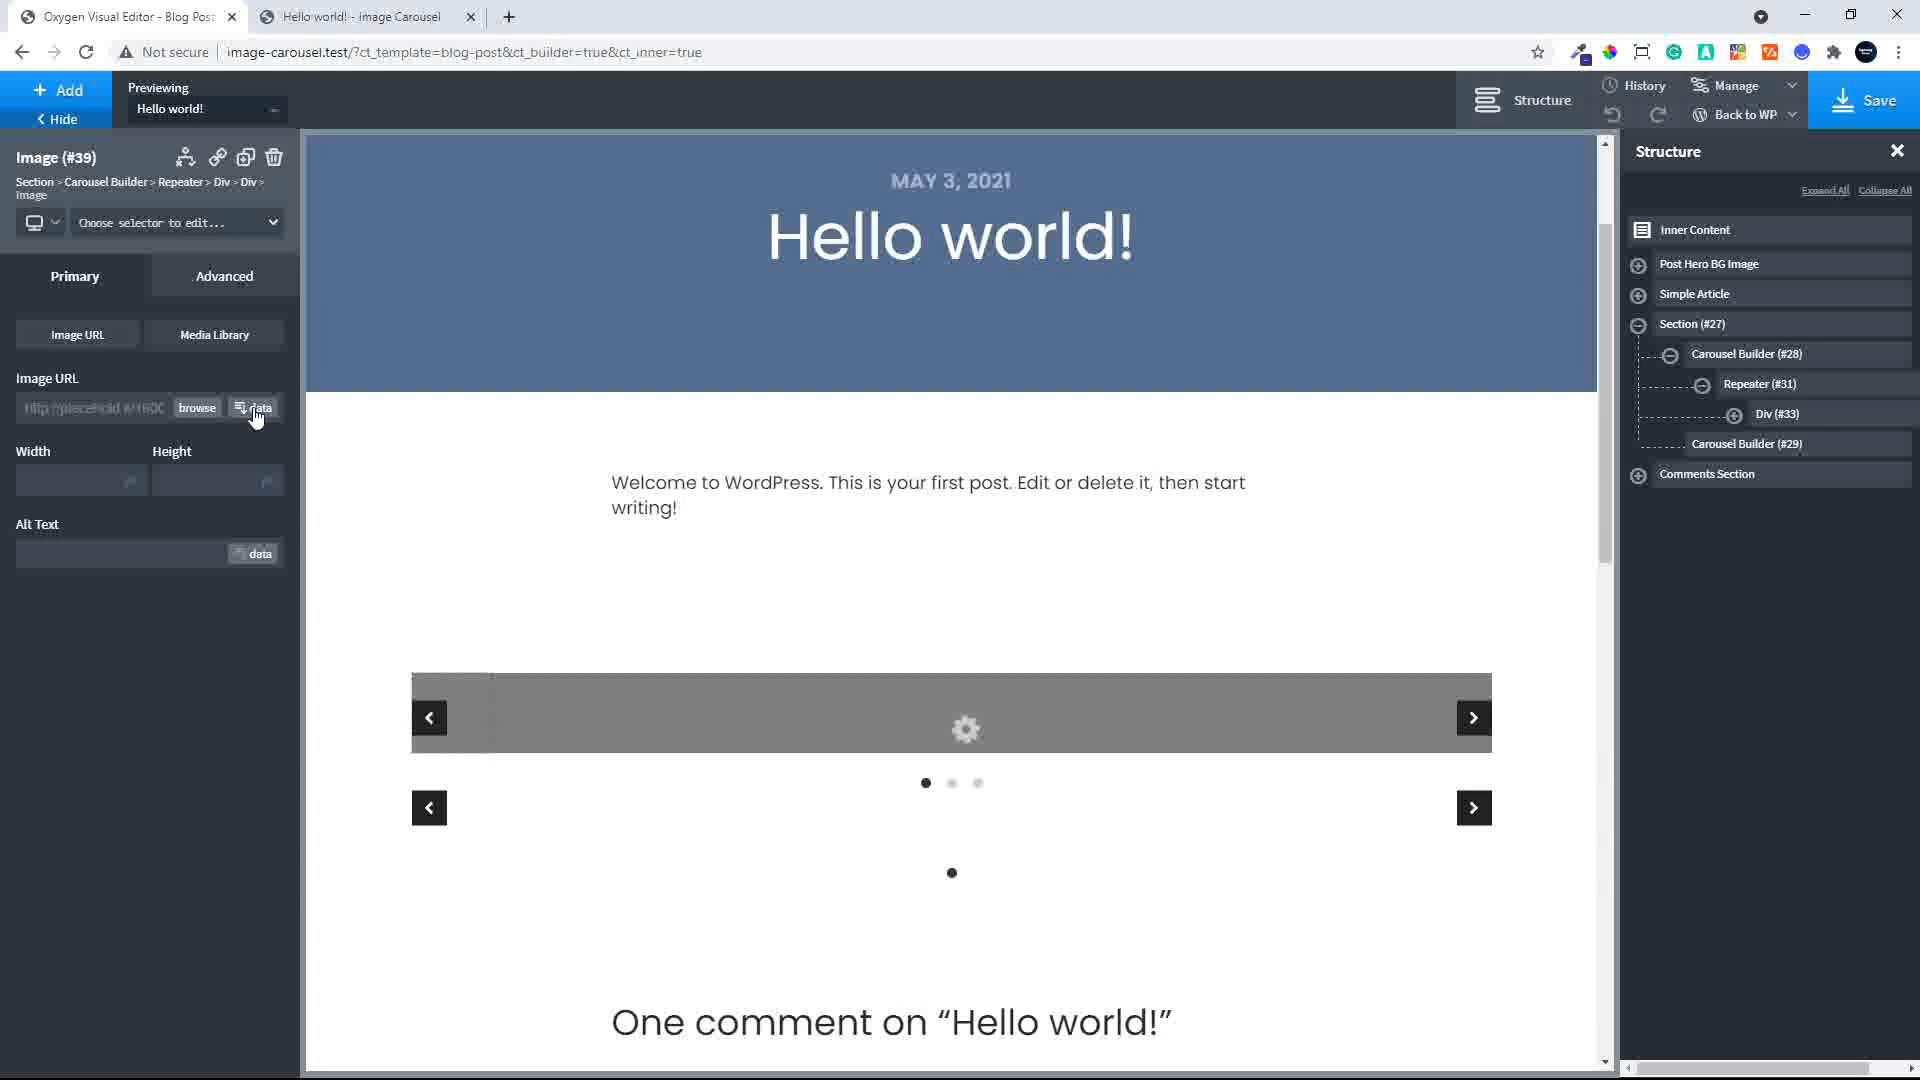 Oxygen Visual Editor - Blog Post
Hello world! - Image Carousel
Not secure
image-carousel.test/?ct_template=blog-post&ct_builder=true&ct_inner=true
+ Add
Hide
Previewing
Hello world!
Structure
History
Manage
Back to WP
Save
Image (#39)
Section > Carousel Builder > Repeater > Div > Div >
Image
Choose selector to edit...
Primary
Advanced
Image URL
Media Library
Image URL
browse
data
Width
Height
Alt Text
data
MAY 3, 2021
Hello world!
Welcome to WordPress. This is your first post. Edit or delete it, then start
writing!
One comment on “Hello world!”
Structure
Expand All
Collapse All
Inner Content
Post Hero BG Image
Simple Article
Section (#27)
Carousel Builder (#28)
Repeater (#31)
Div (#33)
Carousel Builder (#29)
Comments Section